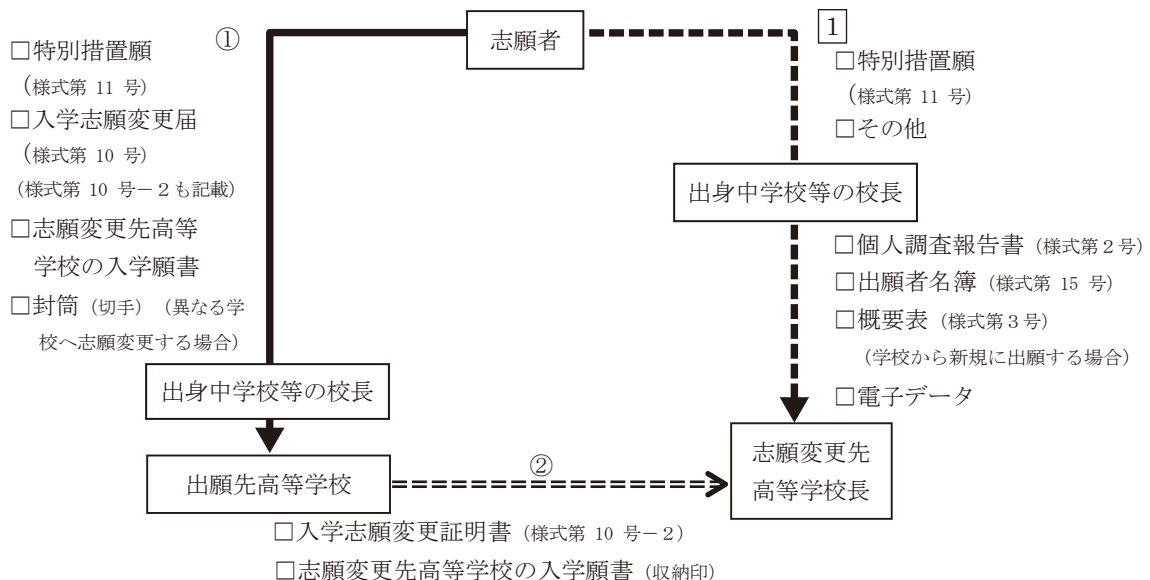 志願者
①
□特別措置願
(様式第 11 号)
□入学志願変更届
(様式第 10 号)
(様式第 10 号－２も記載)
□志願変更先高等
学校の入学願書
□封筒 (切手) (異なる学
校へ志願変更する場合)
出身中学校等の校長
出願先高等学校
1
□特別措置願
(様式第 11 号)
□その他
出身中学校等の校長
□個人調査報告書 (様式第２号)
□出願者名簿 (様式第 15 号)
□概要表 (様式第３号)
(学校から新規に出願する場合)
□電子データ
志願変更先
高等学校長
②
□入学志願変更証明書 (様式第 10 号－２)
□志願変更先高等学校の入学願書 (収納印)